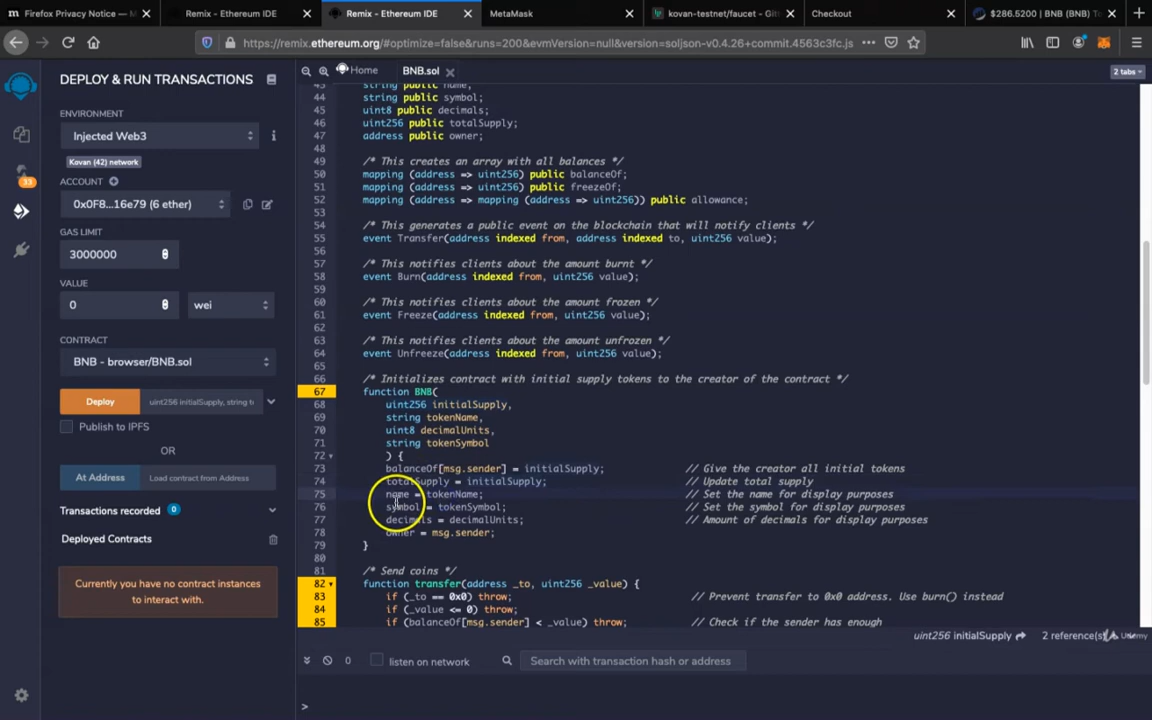 Firefox Privacy Notice — M
Remix - Ethereum IDE
Remix - Ethereum IDE
MetaMask
kovan-testnet/faucet - Git
Checkout
$286.5200 | BNB (BNB) To
https://remix.ethereum.org/#optimize=false&runs=200&evmVersion=null&version=soljson-v0.4.26+commit.4563c3fc.js
DEPLOY & RUN TRANSACTIONS
ENVIRONMENT
Injected Web3
Kovan (42) network
ACCOUNT
0x0F8...16e79 (6 ether)
GAS LIMIT
3000000
VALUE
0
wei
CONTRACT
BNB - browser/BNB.sol
Deploy
uint256 initialSupply, string t
Publish to IPFS
OR
At Address
Load contract from Address
Transactions recorded 0
Deployed Contracts
Currently you have no contract instances
to interact with.
33
Home
BNB.sol
2 tabs
43 string public name;
44 string public symbol;
45 uint8 public decimals;
46 uint256 public totalSupply;
47 address public owner;
48
49 /* This creates an array with all balances */
50 mapping (address => uint256) public balanceOf;
51 mapping (address => uint256) public freezeOf;
52 mapping (address => mapping (address => uint256)) public allowance;
53
54 /* This generates a public event on the blockchain that will notify clients */
55 event Transfer(address indexed from, address indexed to, uint256 value);
56
57 /* This notifies clients about the amount burnt */
58 event Burn(address indexed from, uint256 value);
59
60 /* This notifies clients about the amount frozen */
61 event Freeze(address indexed from, uint256 value);
62
63 /* This notifies clients about the amount unfrozen */
64 event Unfreeze(address indexed from, uint256 value);
65
66 /* Initializes contract with initial supply tokens to the creator of the contract */
67 function BNB(
68 uint256 initialSupply,
69 string tokenName,
70 uint8 decimalUnits,
71 string tokenSymbol
72 ) {
73 balanceOf[msg.sender] = initialSupply; // Give the creator all initial tokens
74 totalSupply = initialSupply; // Update total supply
75 name = tokenName; // Set the name for display purposes
76 symbol = tokenSymbol; // Set the symbol for display purposes
77 decimals = decimalUnits; // Amount of decimals for display purposes
78 owner = msg.sender;
79 }
80
81 /* Send coins */
82 function transfer(address _to, uint256 _value) {
83 if (_to == 0x0) throw; // Prevent transfer to 0x0 address. Use burn() instead
84 if (_value <= 0) throw;
85 if (balanceOf[msg.sender] < _value) throw; // Check if the sender has enough
uint256 initialSupply
2 reference(s)
Udemy
0
listen on network
Search with transaction hash or address
>